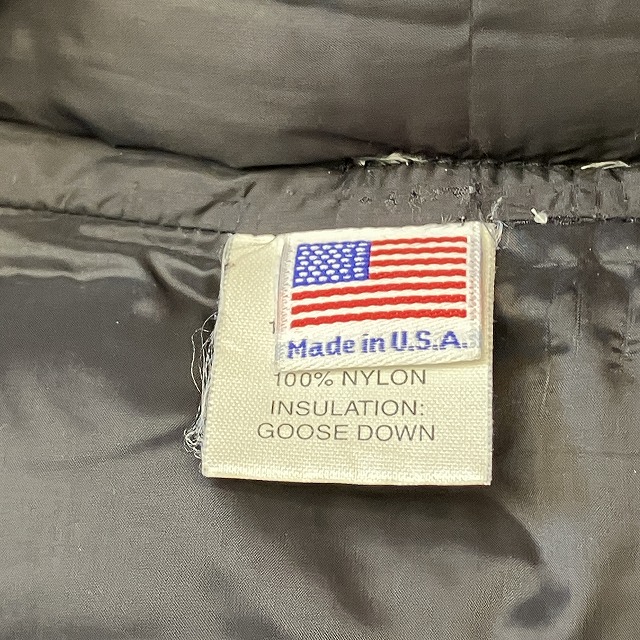 Made in U.S.A.
100% NYLON
INSULATION:
GOOSE DOWN